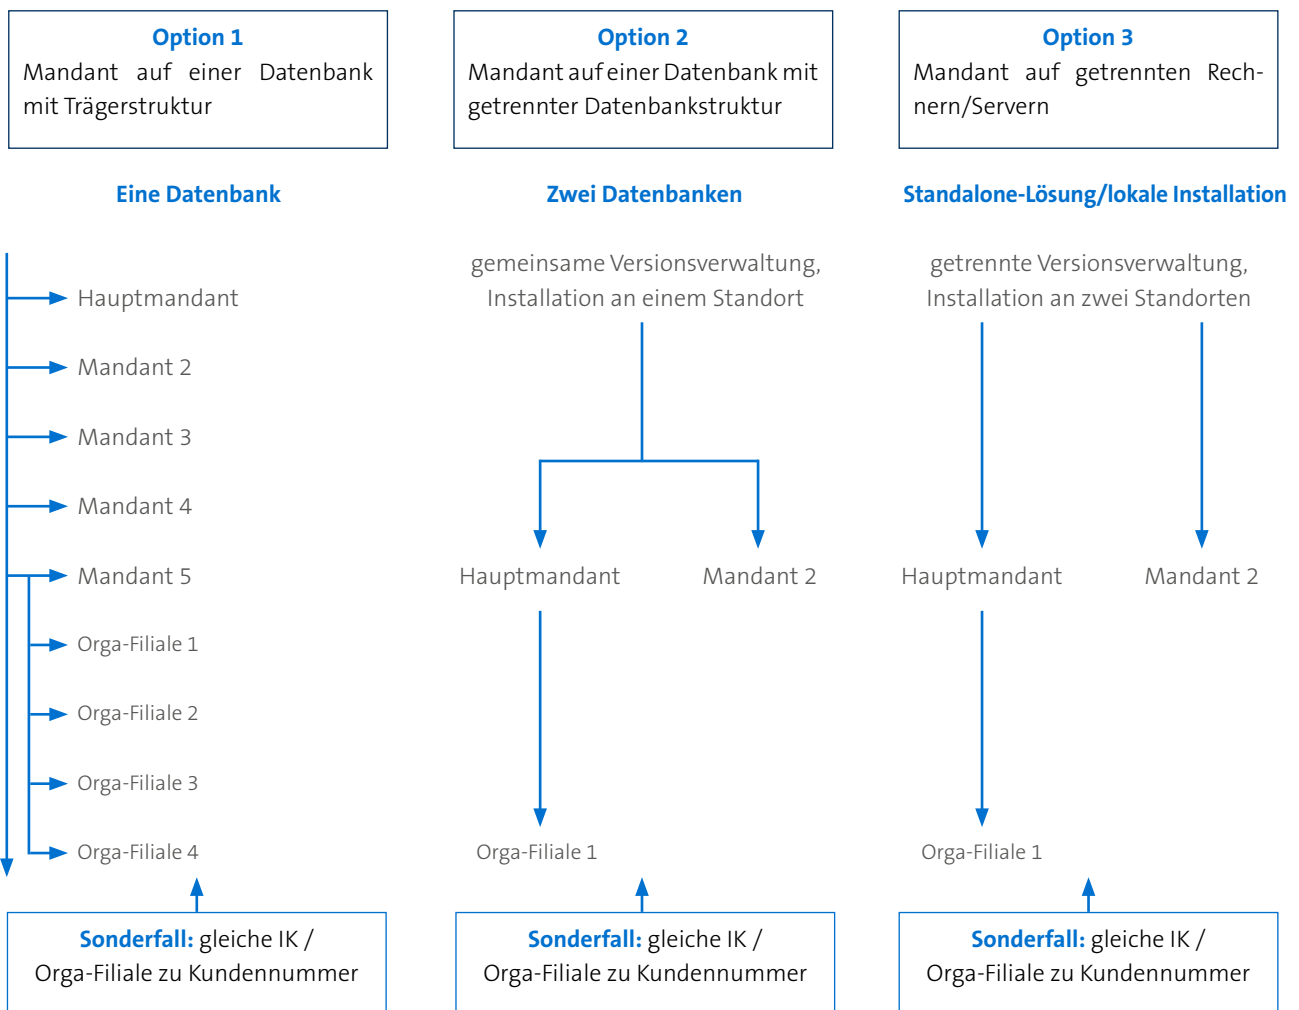 Option 1
Mandant auf einer Datenbank
mit Trägerstruktur
Eine Datenbank
Hauptmandant
Mandant 2
Mandant 3
Mandant 4
Mandant 5
Orga-Filiale 1
Orga-Filiale 2
Orga-Filiale 3
Orga-Filiale 4
Sonderfall: gleiche IK /
Orga-Filiale zu Kundennummer
Option 2
Mandant auf einer Datenbank mit
getrennter Datenbankstruktur
Zwei Datenbanken
gemeinsame Versionsverwaltung,
Installation an einem Standort
Hauptmandant
Mandant 2
Orga-Filiale 1
Sonderfall: gleiche IK /
Orga-Filiale zu Kundennummer
Option 3
Mandant auf getrennten Rech-
nern/Servern
Standalone-Lösung/lokale Installation
getrennte Versionsverwaltung,
Installation an zwei Standorten
Hauptmandant
Mandant 2
Orga-Filiale 1
Sonderfall: gleiche IK /
Orga-Filiale zu Kundennummer